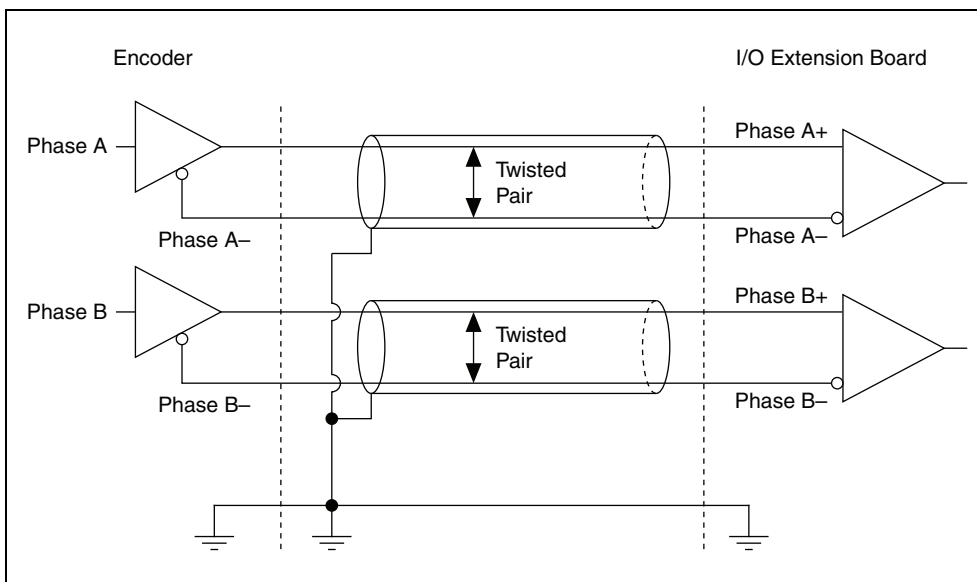 Encoder
I/O Extension Board
Phase A
Phase A+
Twisted
Pair
Phase A–
Phase A–
Phase B
Phase B+
Twisted
Pair
Phase B–
Phase B–